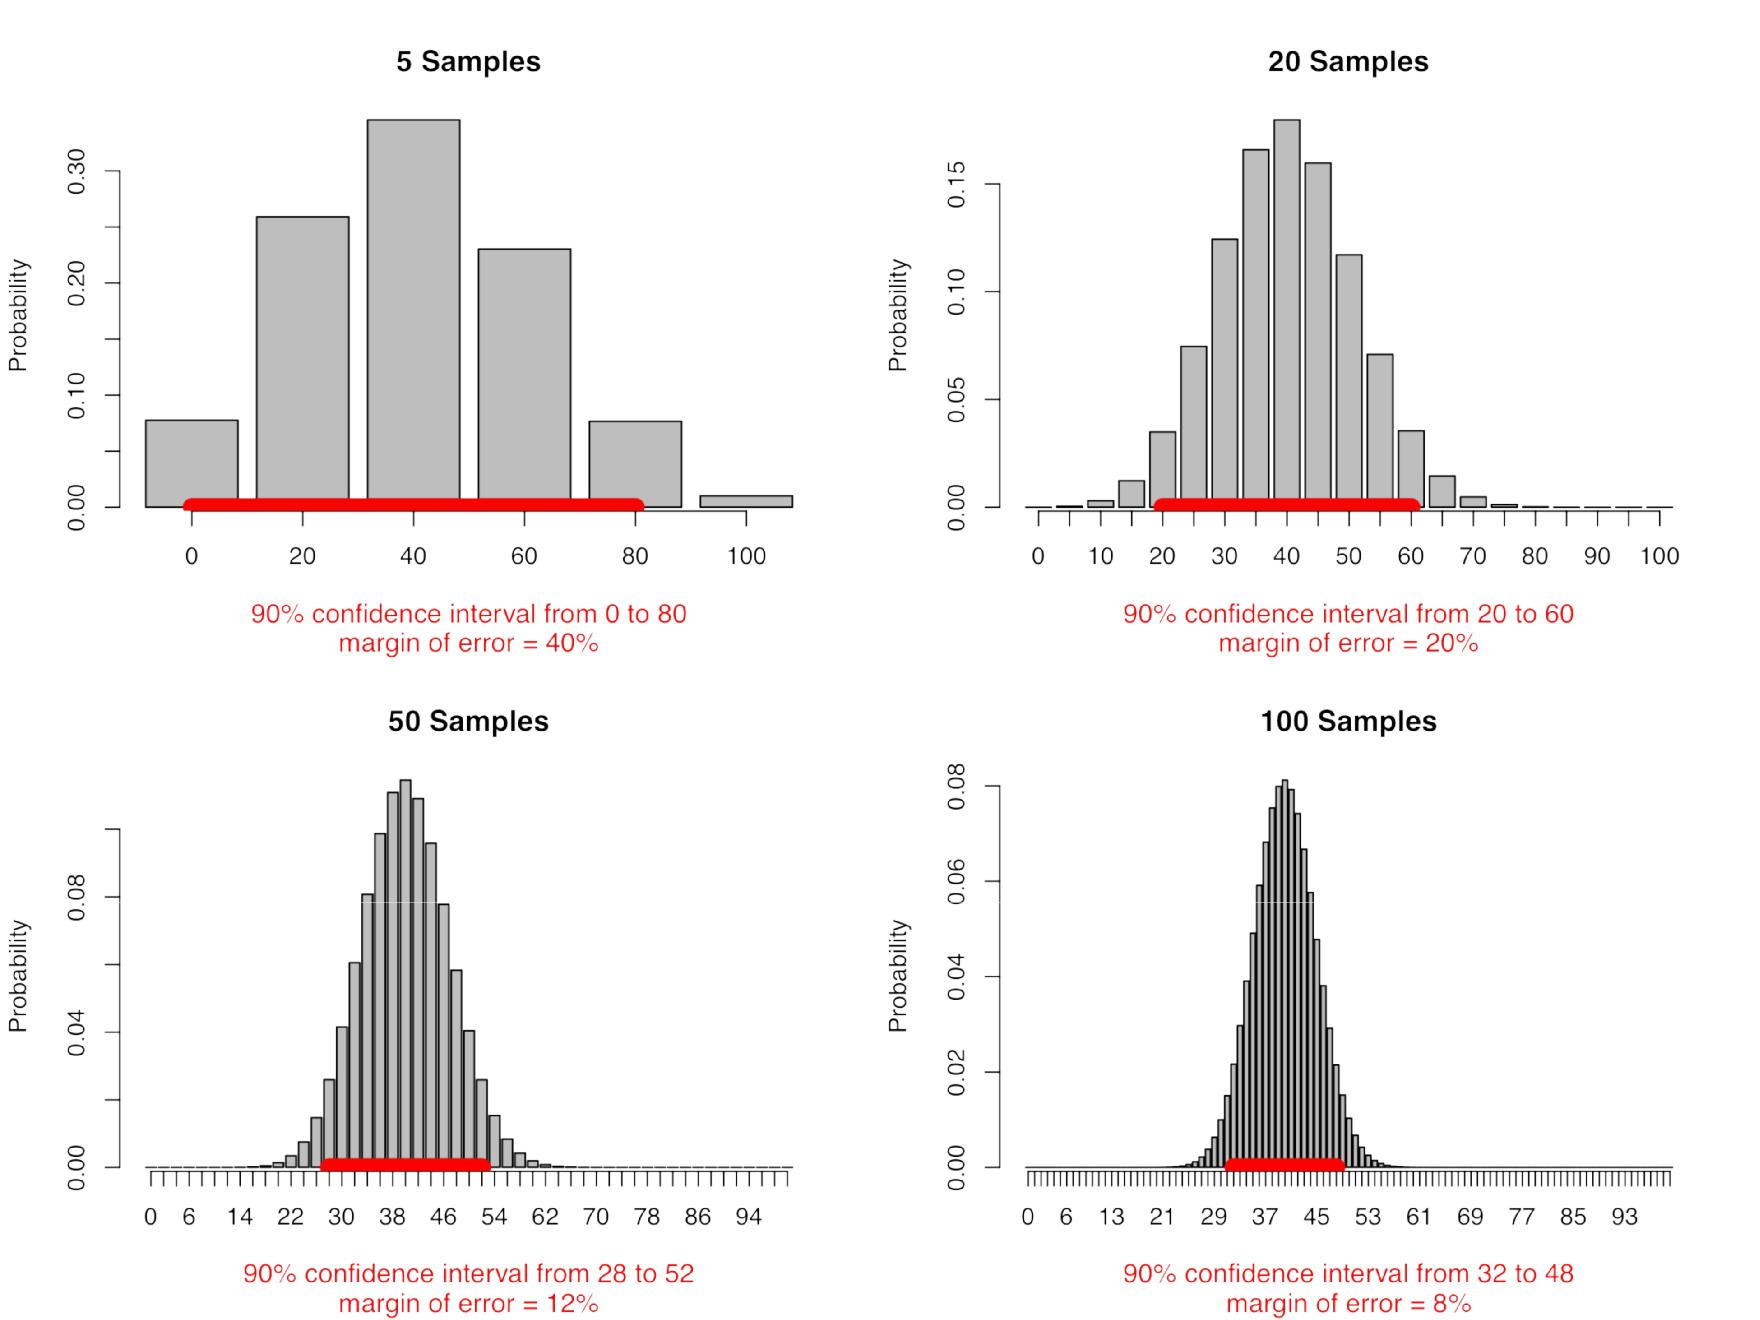 5 Samples
Probability
0.00 0.10 0.20 0.30
0 20 40 60 80 100
90% confidence interval from 0 to 80
margin of error = 40%
20 Samples
Probability
0.00 0.05 0.10 0.15
0 10 20 30 40 50 60 70 80 90 100
90% confidence interval from 20 to 60
margin of error = 20%
50 Samples
Probability
0.00 0.04 0.08
0 6 14 22 30 38 46 54 62 70 78 86 94
90% confidence interval from 28 to 52
margin of error = 12%
100 Samples
Probability
0.00 0.02 0.04 0.06 0.08
0 6 13 21 29 37 45 53 61 69 77 85 93
90% confidence interval from 32 to 48
margin of error = 8%